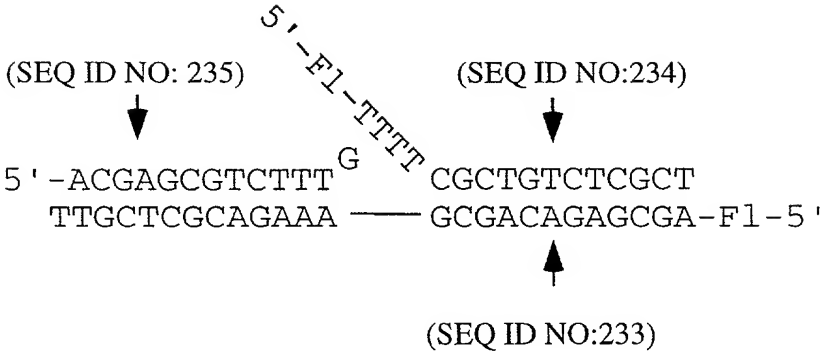 5'-Fl-TTTT
(SEQ ID NO: 235) (SEQ ID NO:234)
5'-ACGAGCGTCTTT G CGCTGTCTCGCT
TTGCTCGCAGAAA GCGACAGAGCGA-Fl-5'
(SEQ ID NO:233)